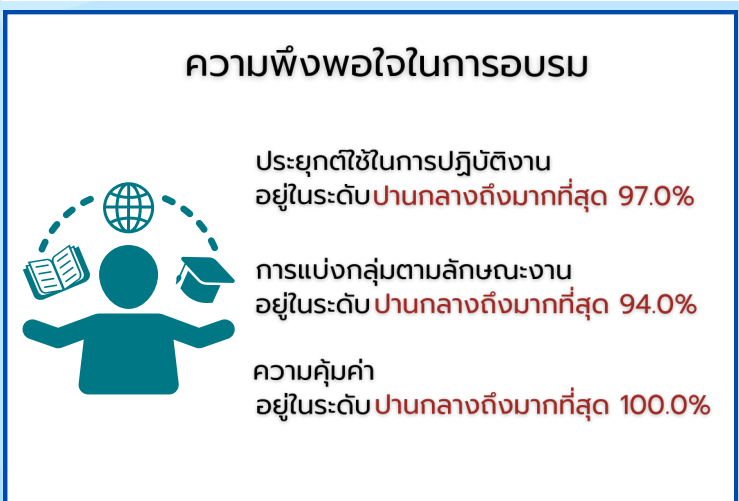 ความพึงพอใจในการอบรม
ประยุกต์ใช้ในการปฏิบัติงาน
อยู่ในระดับปานกลางถึงมากที่สุด 97.0%
การแบ่งกลุ่มตามลักษณะงาน
อยู่ในระดับปานกลางถึงมากที่สุด 94.0%
ความคุ้มค่า
อยู่ในระดับปานกลางถึงมากที่สุด 100.0%